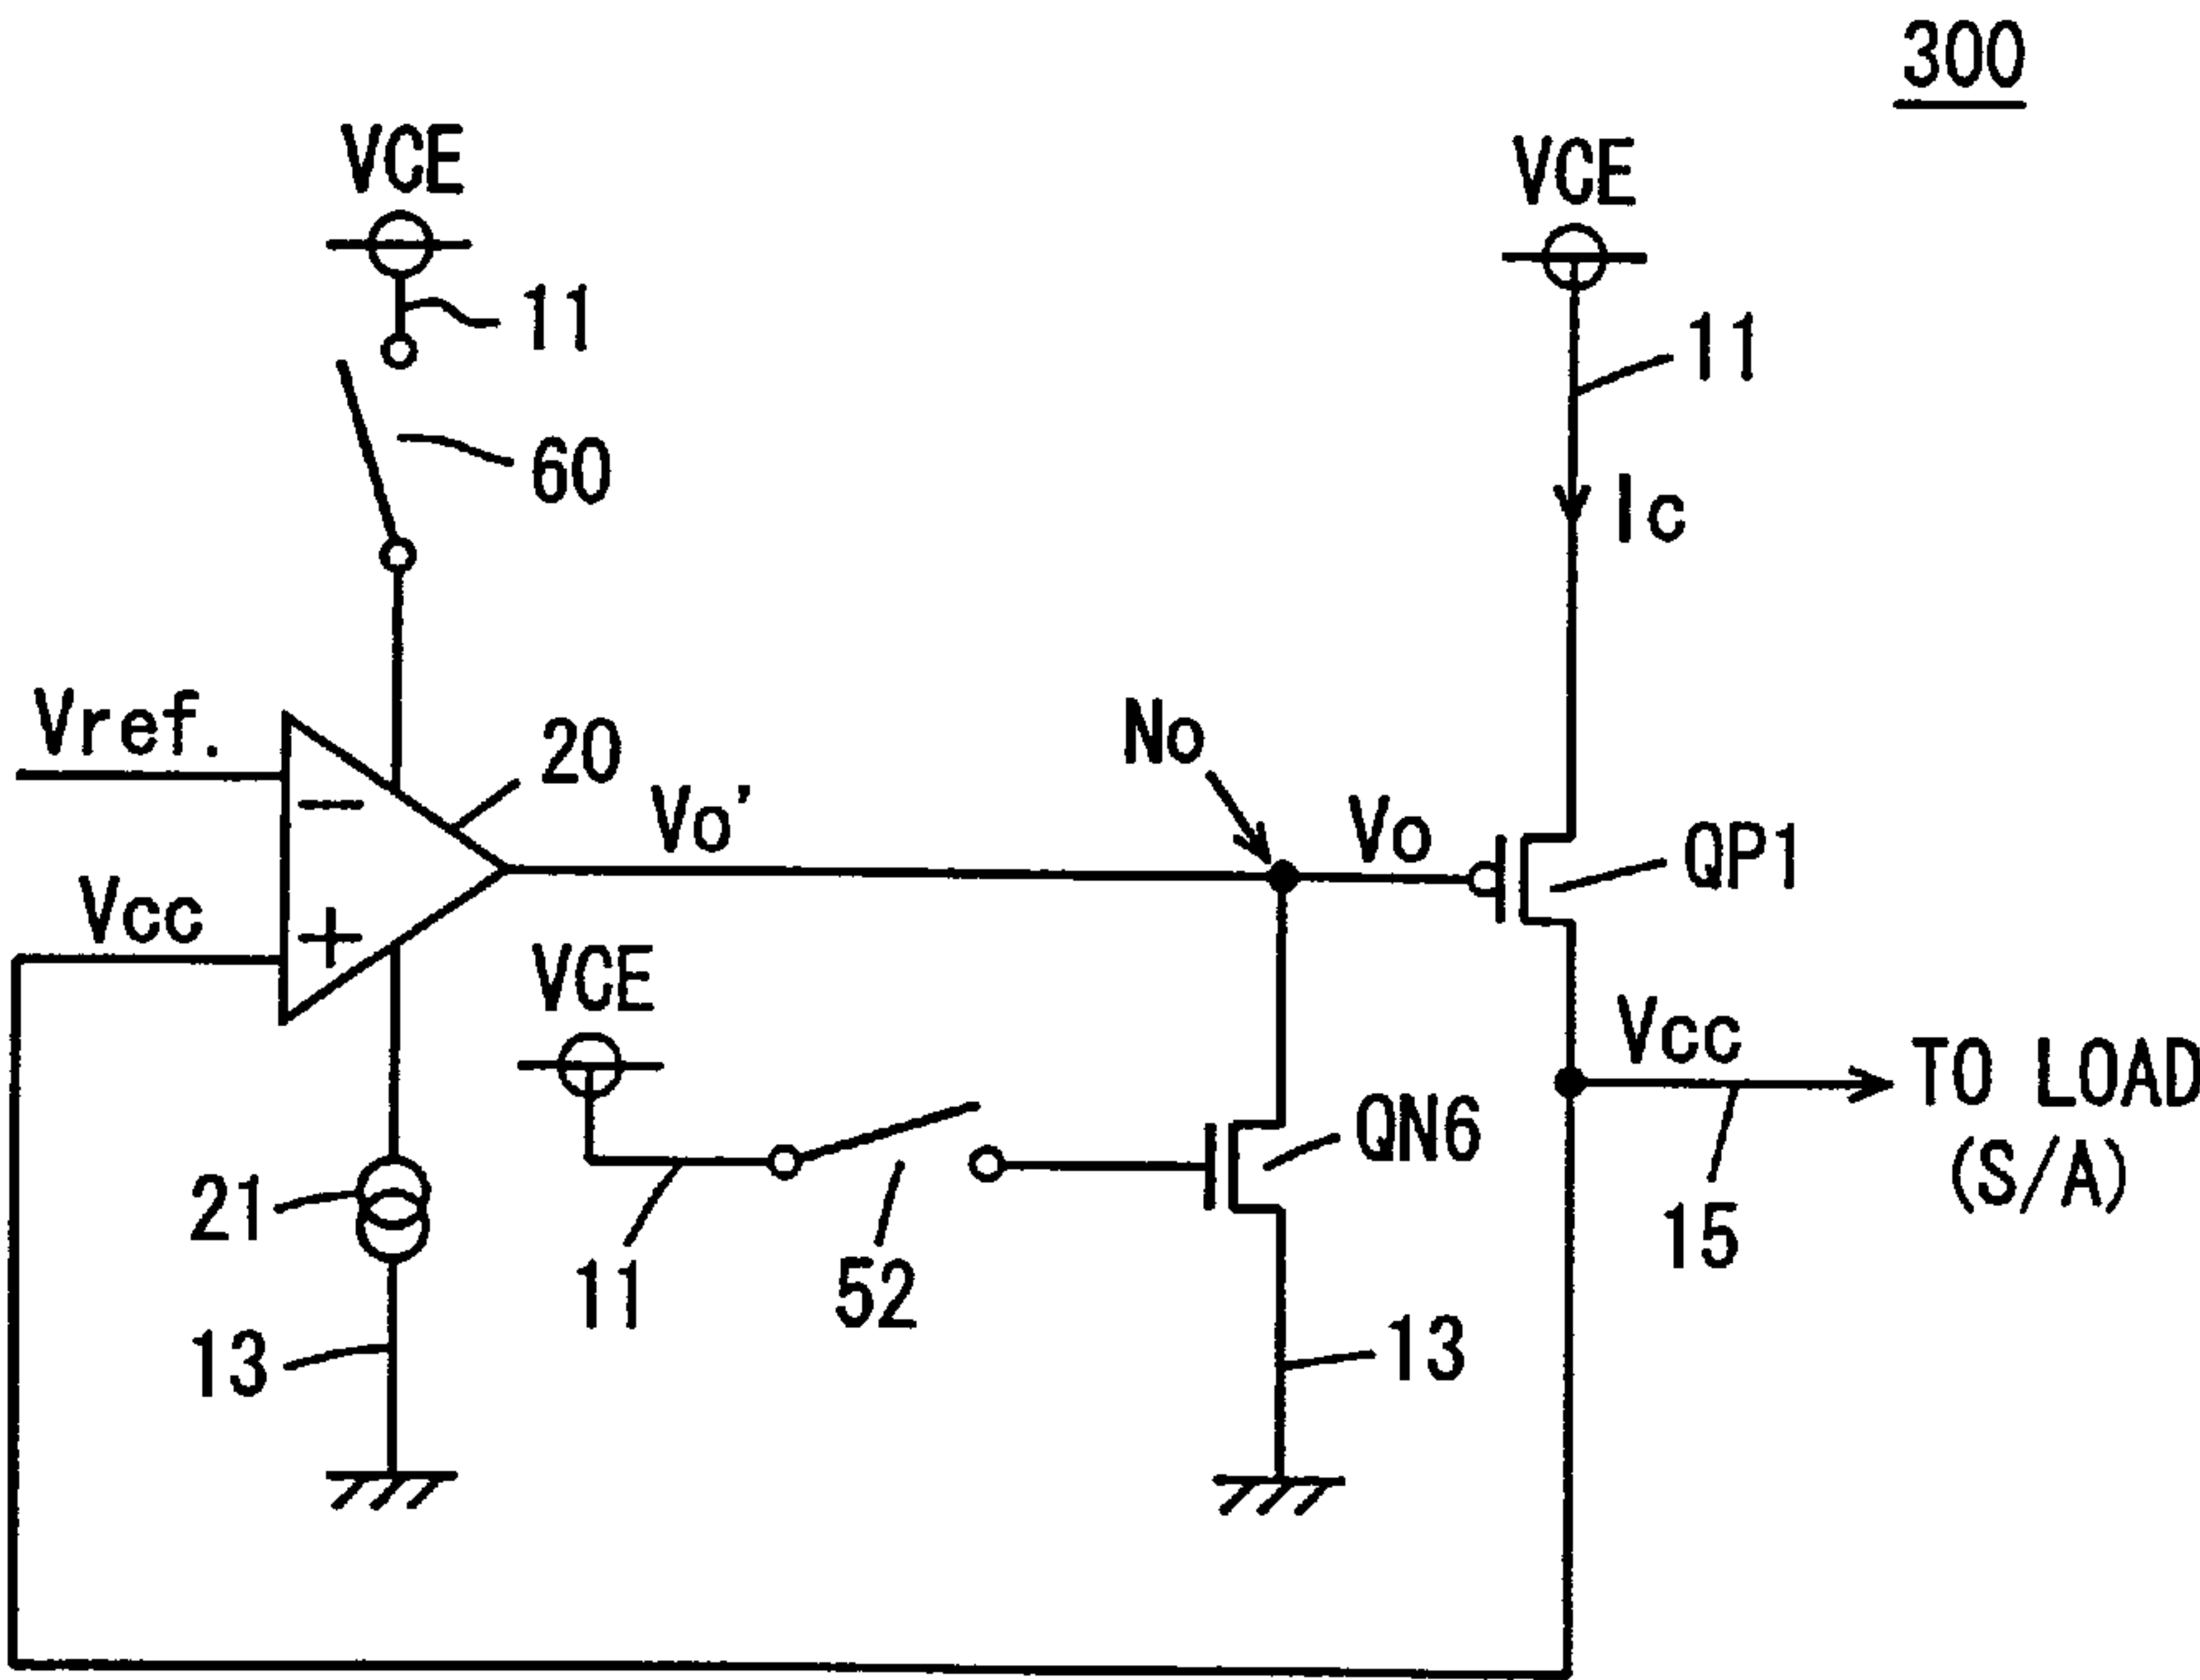 300
VCE
VCE
11
11
60
Ic
Vref.
20
No
Vo'
Vo
QP1
−
Vcc
+
VCE
Vcc
TO LOAD
(S/A)
QN6
21
15
11
52
13
13